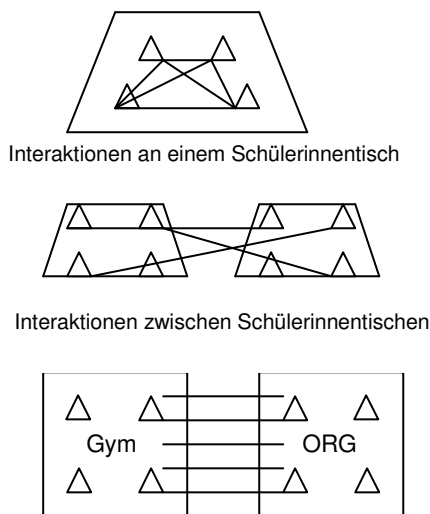 Interaktionen an einem Schülerinnentisch
Interaktionen zwischen Schülerinnentischen
Gym ORG